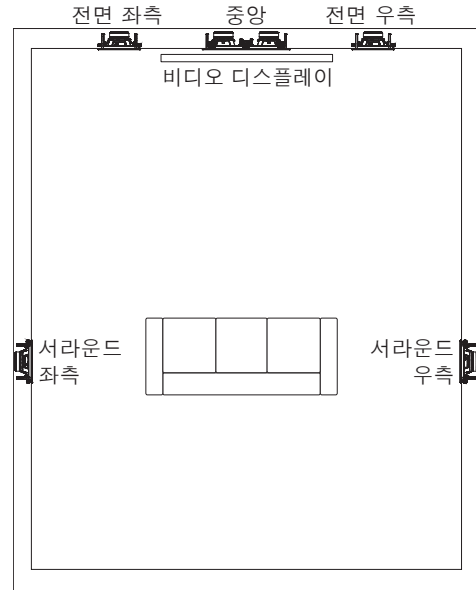 전면 좌측 중앙 전면 우측
비디오 디스플레이
서라운드
좌측
서라운드
우측